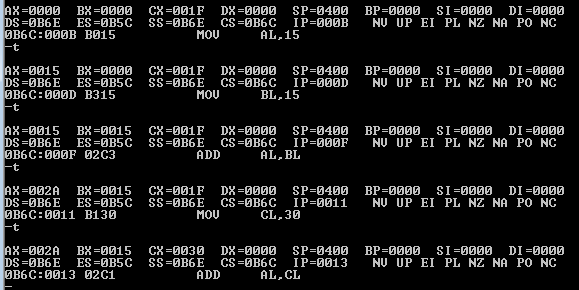 AX=0000 BX=0000 CX=001F DX=0000 SP=0400 BP=0000 SI=0000 DI=0000
DS=0B6E ES=0B5C SS=0B6E CS=0B6C IP=000B NV UP EI PL NZ NA PO NC
0B6C:000B B015 MOV AL,15
-t
AX=0015 BX=0000 CX=001F DX=0000 SP=0400 BP=0000 SI=0000 DI=0000
DS=0B6E ES=0B5C SS=0B6E CS=0B6C IP=000D NV UP EI PL NZ NA PO NC
0B6C:000D B315 MOV BL,15
-t
AX=0015 BX=0015 CX=001F DX=0000 SP=0400 BP=0000 SI=0000 DI=0000
DS=0B6E ES=0B5C SS=0B6E CS=0B6C IP=000F NV UP EI PL NZ NA PO NC
0B6C:000F 02C3 ADD AL,BL
-t
AX=002A BX=0015 CX=001F DX=0000 SP=0400 BP=0000 SI=0000 DI=0000
DS=0B6E ES=0B5C SS=0B6E CS=0B6C IP=0011 NV UP EI PL NZ NA PO NC
0B6C:0011 B130 MOV CL,30
-t
AX=002A BX=0015 CX=0030 DX=0000 SP=0400 BP=0000 SI=0000 DI=0000
DS=0B6E ES=0B5C SS=0B6E CS=0B6C IP=0013 NV UP EI PL NZ NA PO NC
0B6C:0013 02C1 ADD AL,CL
-